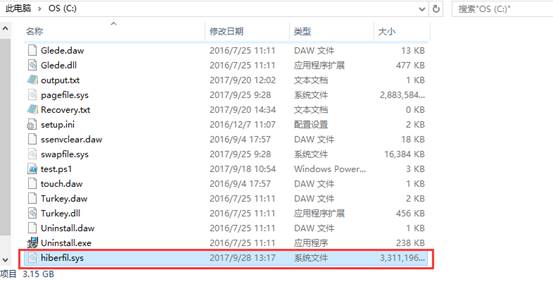 此电脑 › OS (C:) 搜索"OS (C:)"
名称 修改日期 类型 大小
Glede.daw 2016/7/25 11:11 DAW 文件 13 KB
Glede.dll 2016/7/25 11:11 应用程序扩展 477 KB
output.txt 2017/9/20 12:02 文本文档 1 KB
pagefile.sys 2017/9/25 9:28 系统文件 2,883,584...
Recovery.txt 2017/9/20 14:34 文本文档 0 KB
setup.ini 2016/12/7 11:07 配置设置 2 KB
ssenvclear.daw 2016/9/4 17:57 DAW 文件 18 KB
swapfile.sys 2017/9/25 9:28 系统文件 16,384 KB
test.ps1 2017/9/18 10:54 Windows Power... 3 KB
touch.daw 2016/9/4 17:57 DAW 文件 1 KB
Turkey.daw 2016/7/25 11:11 DAW 文件 2 KB
Turkey.dll 2016/7/25 11:11 应用程序扩展 456 KB
Uninstall.daw 2016/7/25 11:11 DAW 文件 2 KB
Uninstall.exe 2016/7/25 11:11 应用程序 238 KB
hiberfil.sys 2017/9/28 13:17 系统文件 3,311,196...
项目 3.15 GB